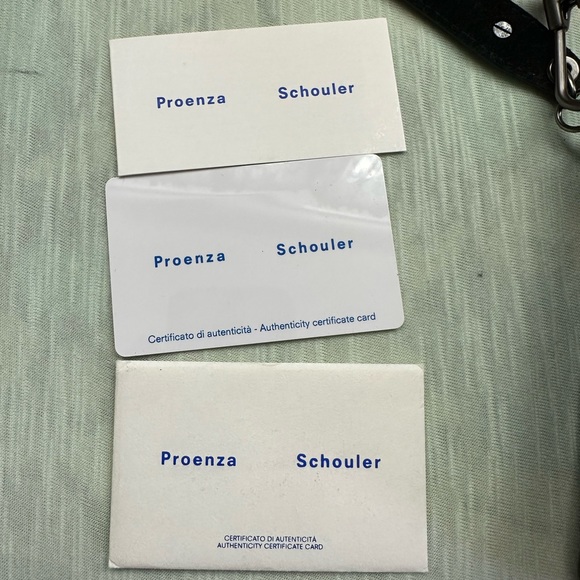 Proenza Schouler
Proenza Schouler
Certificato di autenticità - Authenticity certificate card
Proenza Schouler
CERTIFICATO DI AUTENTICITÀ
AUTHENTICITY CERTIFICATE CARD